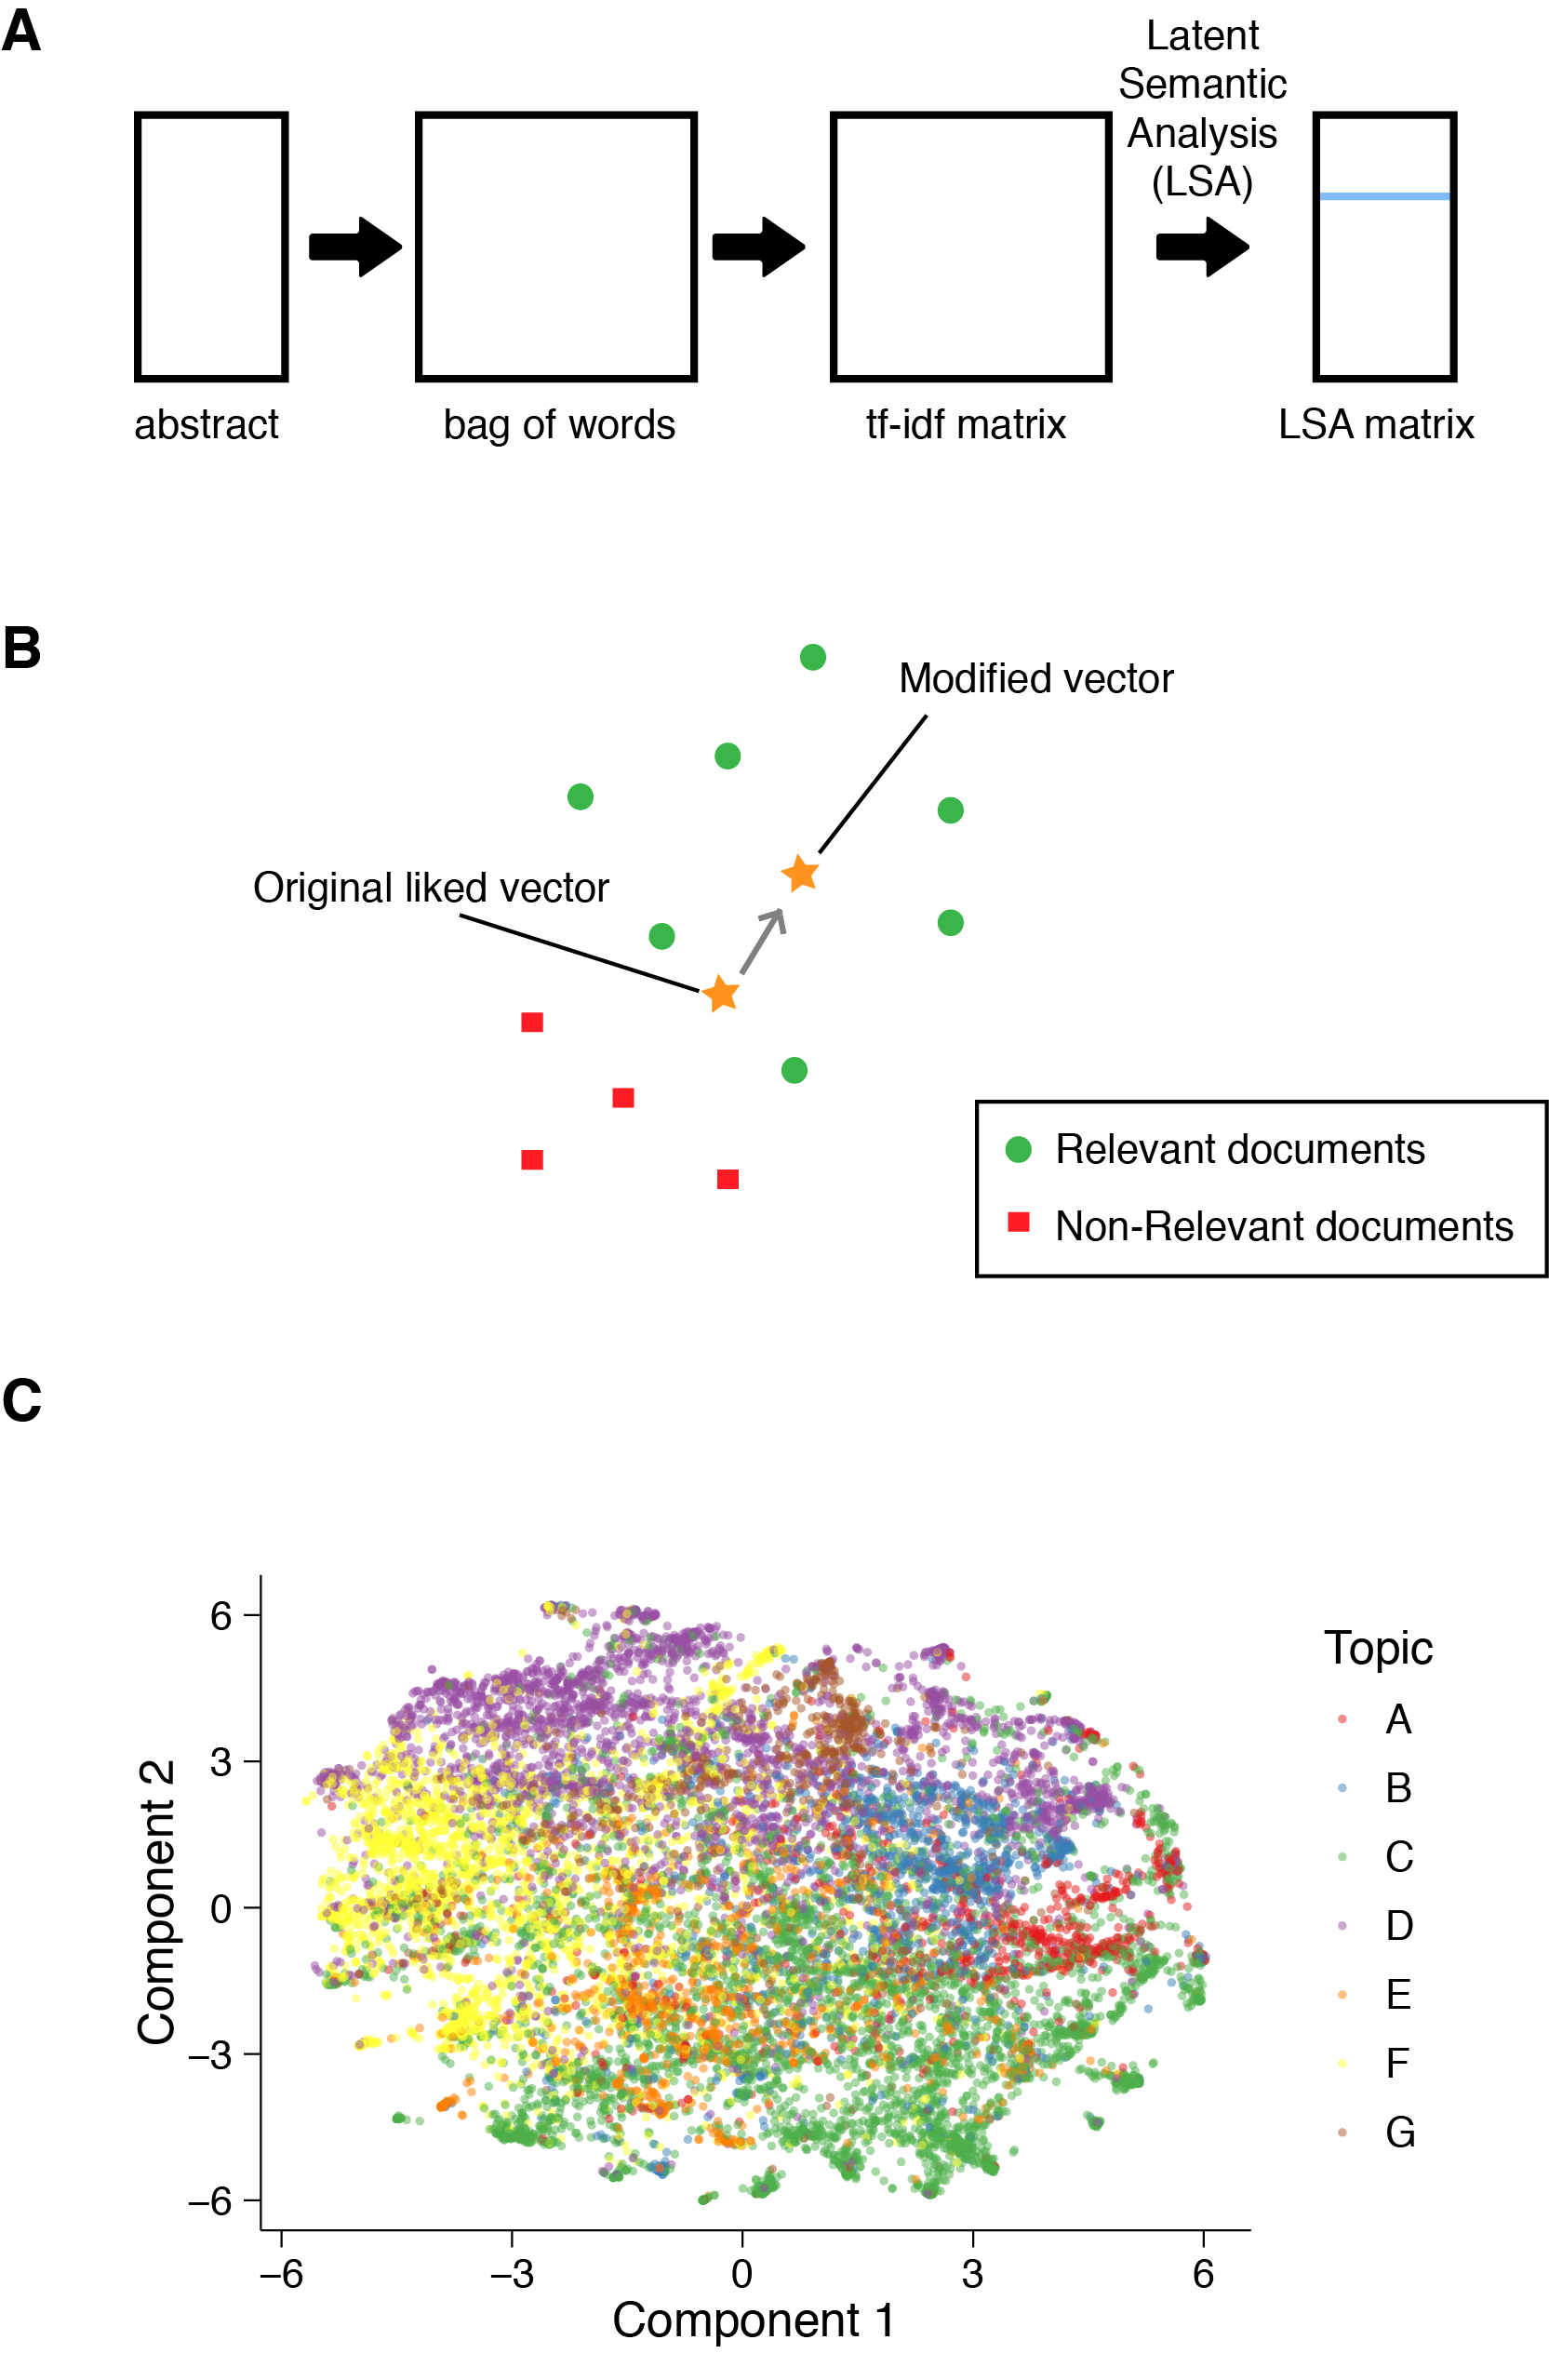 A
Latent
Semantic
Analysis
(LSA)
abstract
bag of words
tf-idf matrix
LSA matrix
B
Modified vector
Original liked vector
Relevant documents
Non-Relevant documents
C
Component 2
6
3
0
−3
−6
−6
−3
0
3
6
Component 1
Topic
A
B
C
D
E
F
G